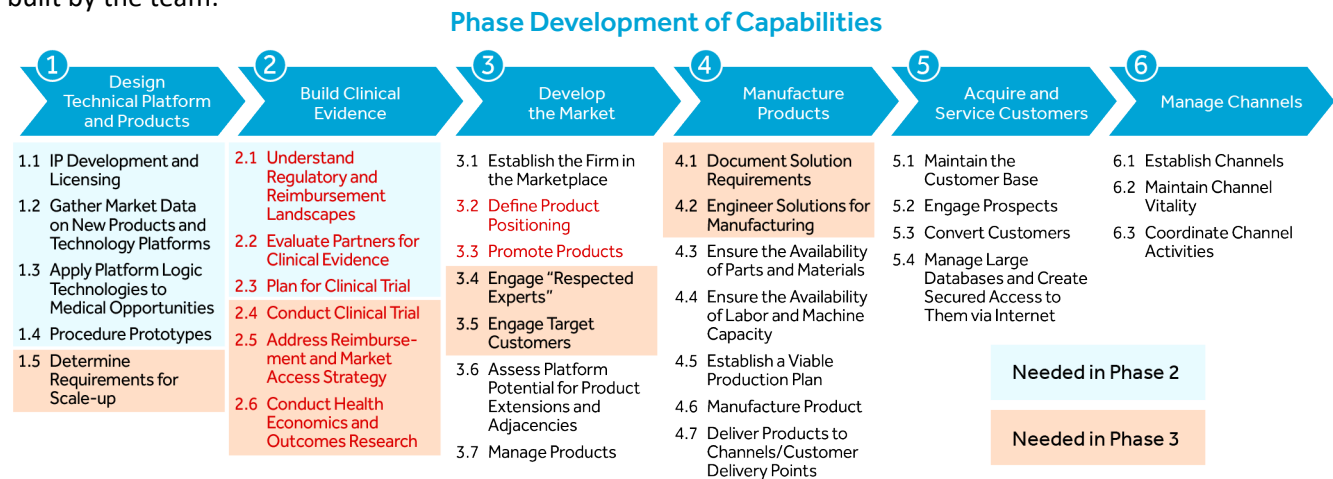 built by the team.
Phase Development of Capabilities
1
Design
Technical Platform
and Products
2
Build Clinical
Evidence
3
Develop
the Market
4
Manufacture
Products
5
Acquire and
Service Customers
6
Manage Channels
1.1 IP Development and
Licensing
1.2 Gather Market Data
on New Products and
Technology Platforms
1.3 Apply Platform Logic
Technologies to
Medical Opportunities
1.4 Procedure Prototypes
1.5 Determine
Requirements for
Scale-up
2.1 Understand
Regulatory and
Reimbursement
Landscapes
2.2 Evaluate Partners for
Clinical Evidence
2.3 Plan for Clinical Trial
2.4 Conduct Clinical Trial
2.5 Address Reimburse-
ment and Market
Access Strategy
2.6 Conduct Health
Economics and
Outcomes Research
3.1 Establish the Firm in
the Marketplace
3.2 Define Product
Positioning
3.3 Promote Products
3.4 Engage “Respected
Experts”
3.5 Engage Target
Customers
3.6 Assess Platform
Potential for Product
Extensions and
Adjacencies
3.7 Manage Products
4.1 Document Solution
Requirements
4.2 Engineer Solutions for
Manufacturing
4.3 Ensure the Availability
of Parts and Materials
4.4 Ensure the Availability
of Labor and Machine
Capacity
4.5 Establish a Viable
Production Plan
4.6 Manufacture Product
4.7 Deliver Products to
Channels/Customer
Delivery Points
5.1 Maintain the
Customer Base
5.2 Engage Prospects
5.3 Convert Customers
5.4 Manage Large
Databases and Create
Secured Access to
Them via Internet
6.1 Establish Channels
6.2 Maintain Channel
Vitality
6.3 Coordinate Channel
Activities
Needed in Phase 2
Needed in Phase 3